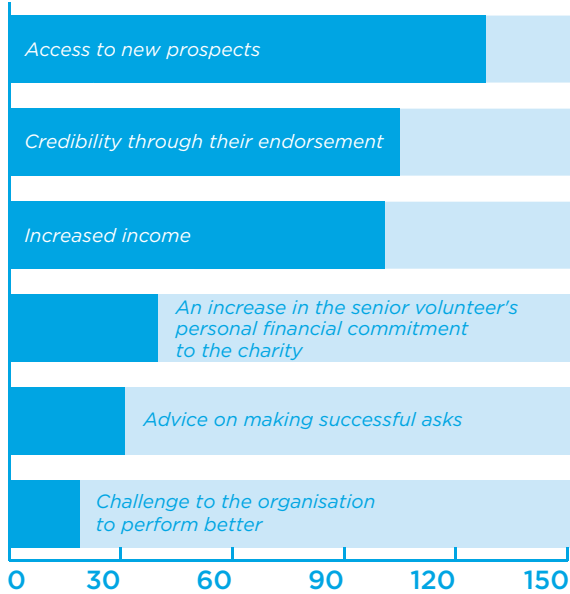 Access to new prospects
Credibility through their endorsement
Increased income
An increase in the senior volunteer's
personal financial commitment
to the charity
Advice on making successful asks
Challenge to the organisation
to perform better
0 30 60 90 120 150